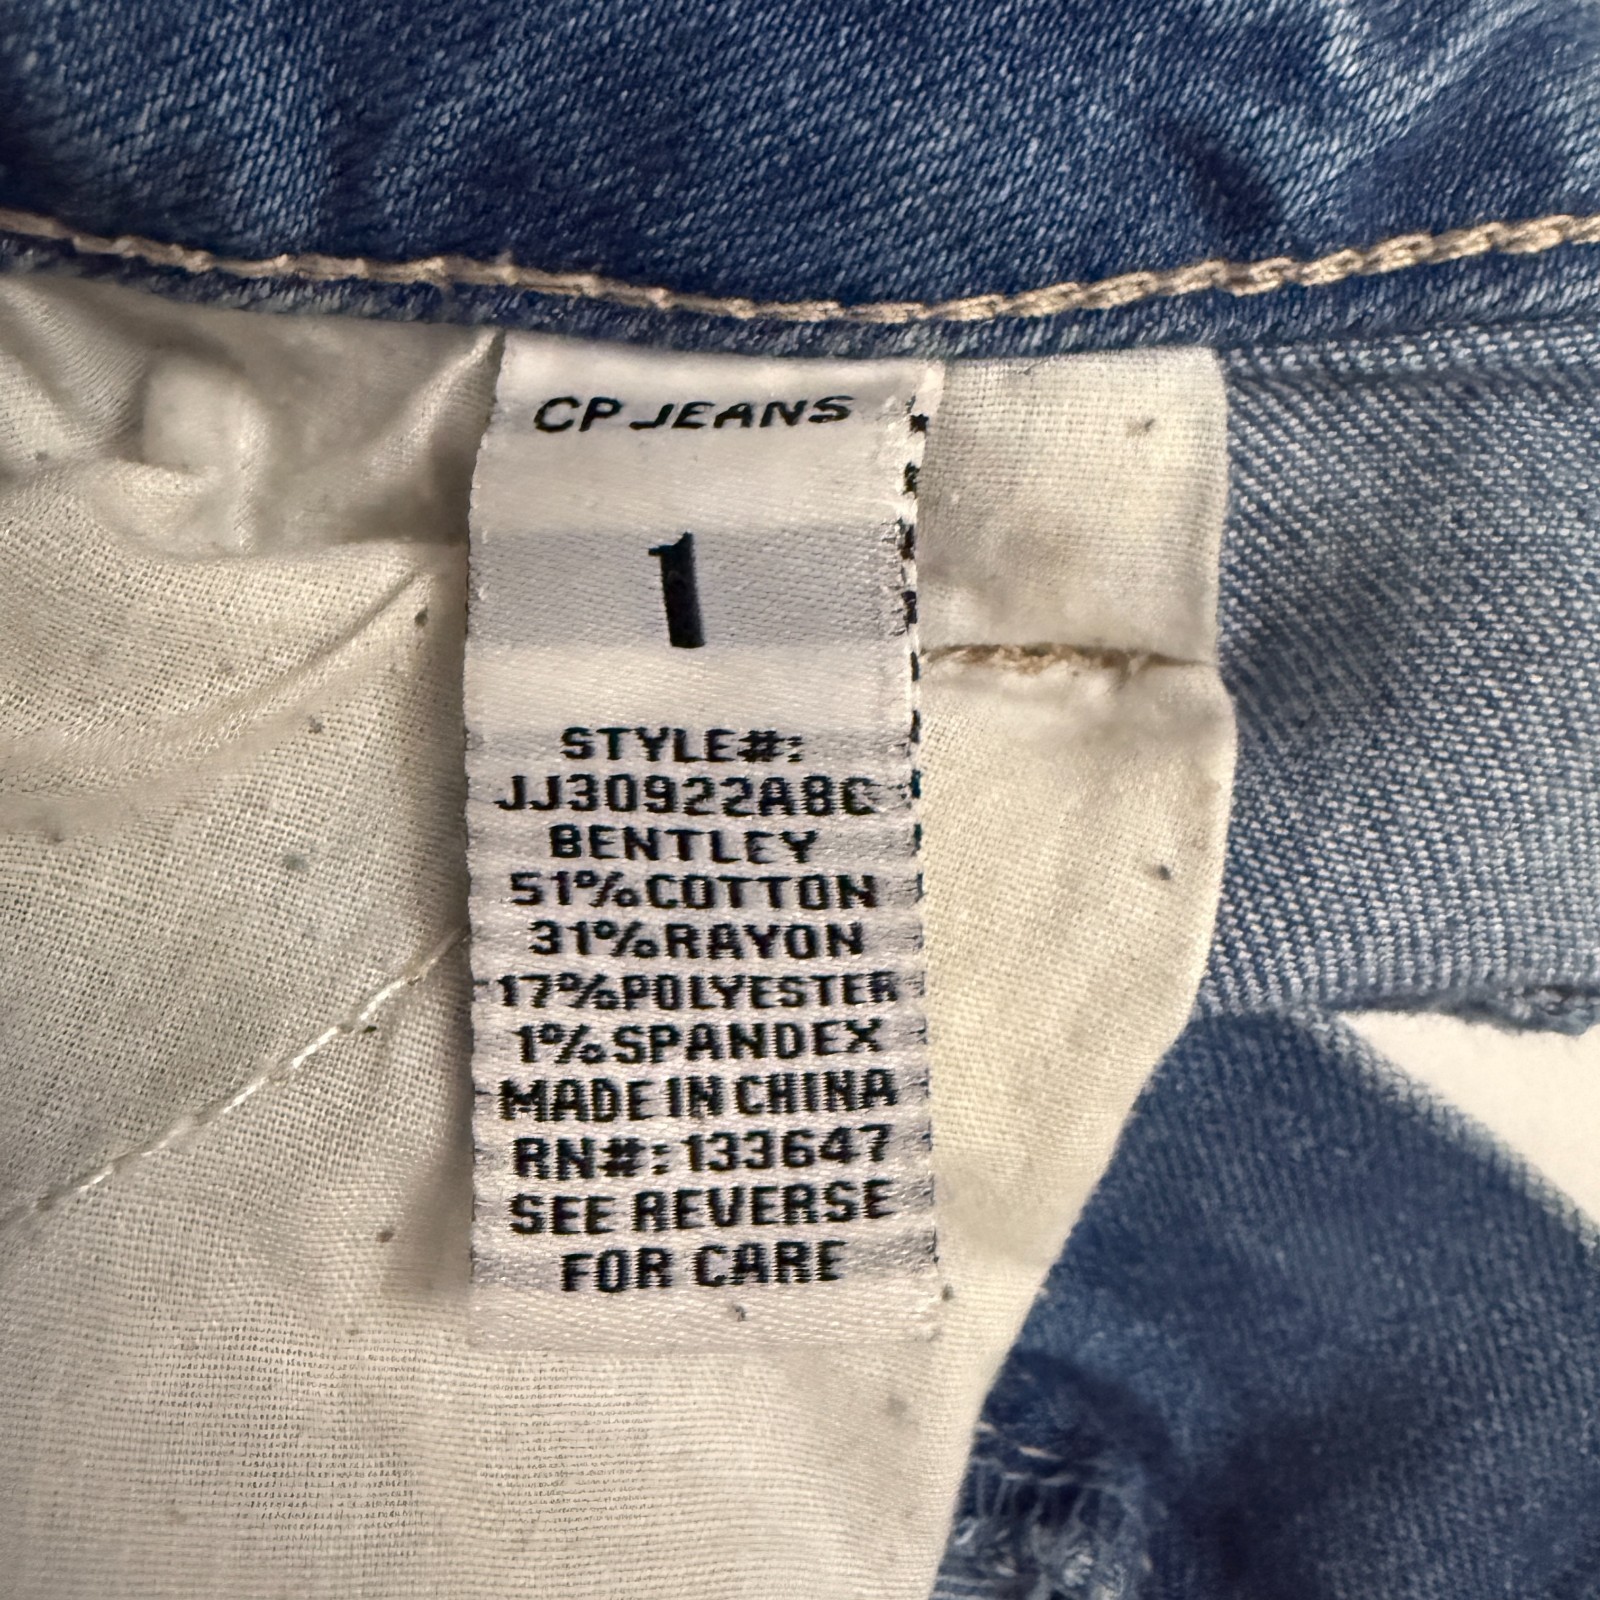 CP JEANS
1
STYLE#:
JJ30922A8C
BENTLEY
51% COTTON
31% RAYON
17% POLYESTER
1% SPANDEX
MADE IN CHINA
RN#: 133647
SEE REVERSE
FOR CARE